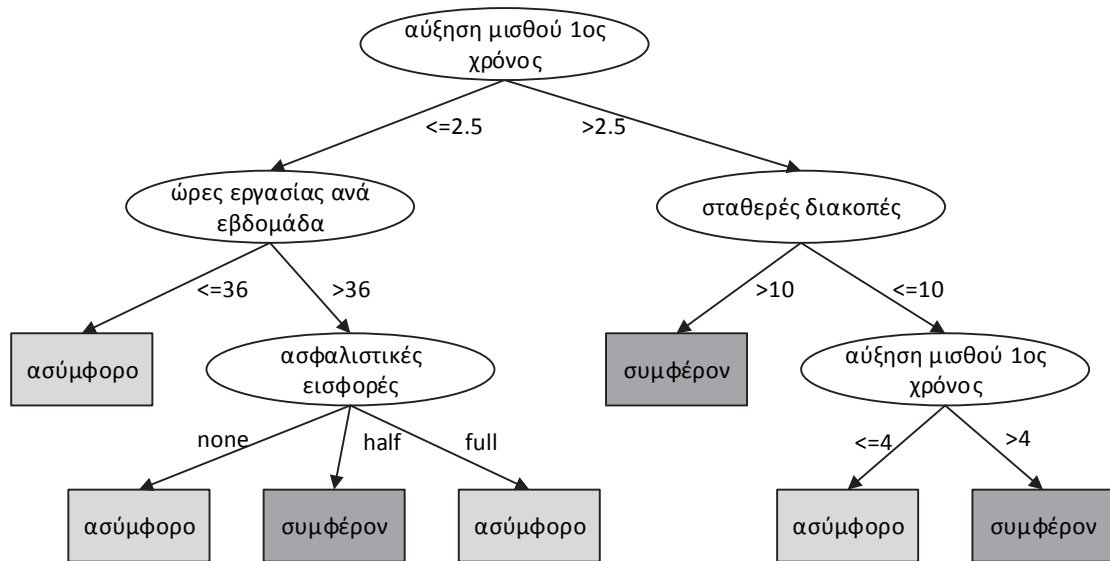 αύξηση μισθού 1ος
χρόνος
<=2.5
>2.5
ώρες εργασίας ανά
εβδομάδα
σταθερές διακοπές
<=36
>36
>10
<=10
ασύμφορο
ασφαλιστικές
εισφορές
συμφέρον
αύξηση μισθού 1ος
χρόνος
none
half
full
<=4
>4
ασύμφορο
συμφέρον
ασύμφορο
ασύμφορο
συμφέρον